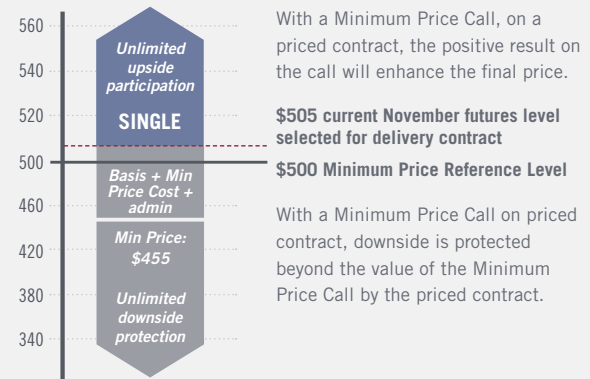 560
540
520
500
460
420
380
340
Unlimited
upside
participation
SINGLE
Basis + Min
Price Cost +
admin
Min Price:
$455
Unlimited
downside
protection
With a Minimum Price Call, on a
priced contract, the positive result on
the call will enhance the final price.
$505 current November futures level
selected for delivery contract
$500 Minimum Price Reference Level
With a Minimum Price Call on priced
contract, downside is protected
beyond the value of the Minimum
Price Call by the priced contract.